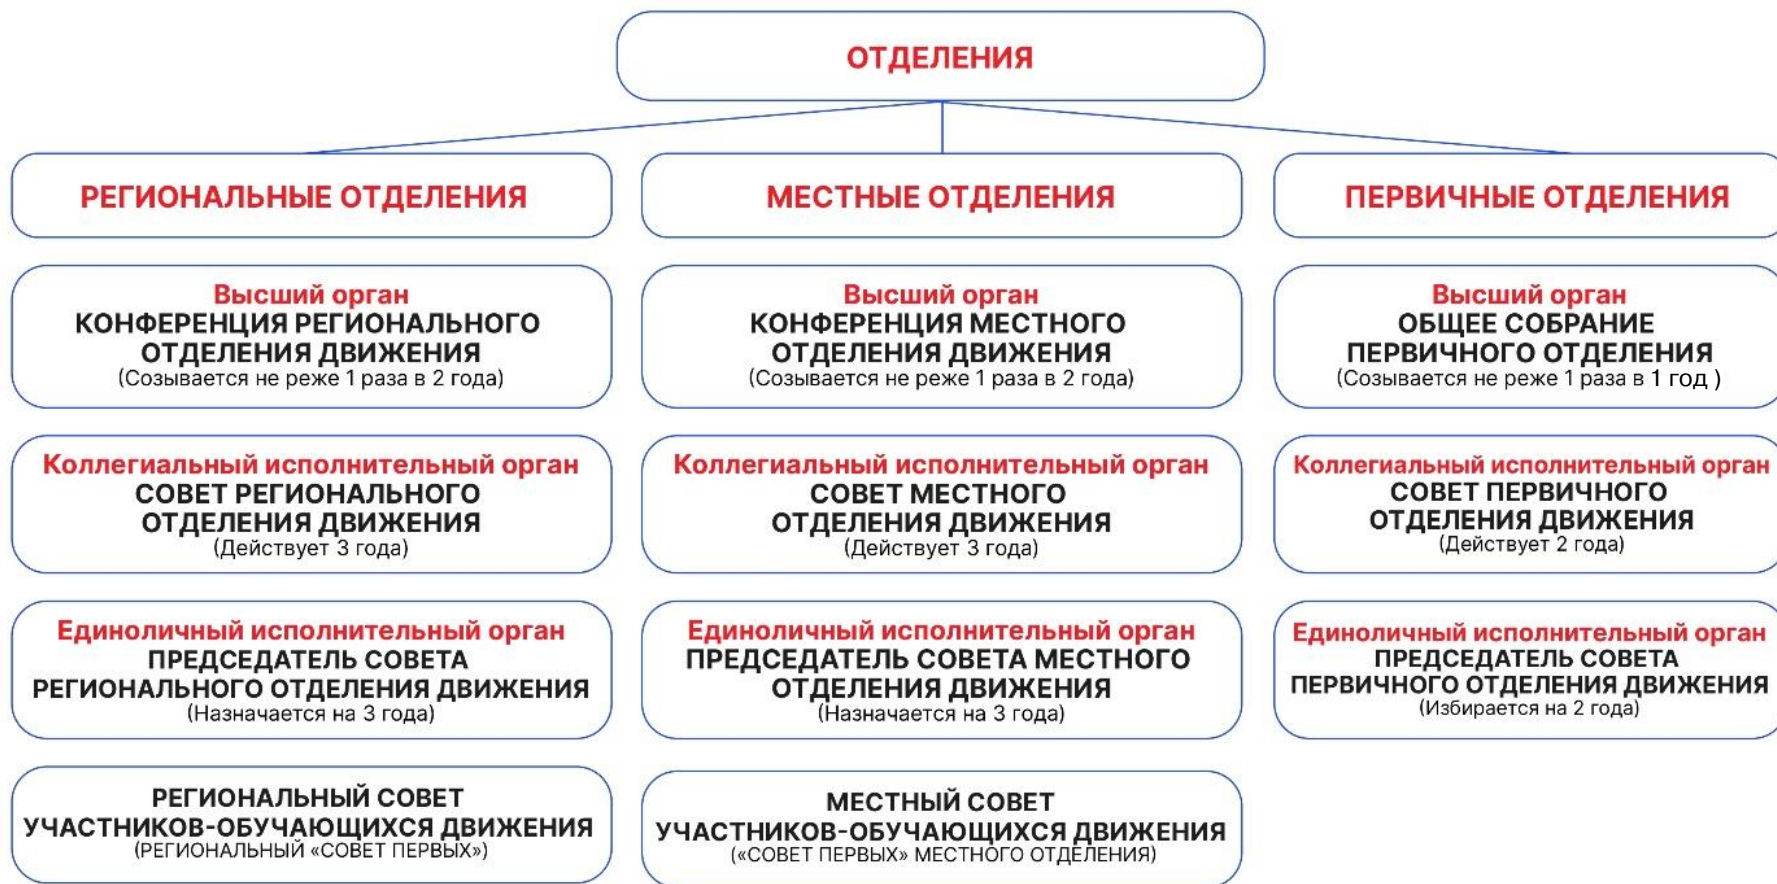 ОТДЕЛЕНИЯ
РЕГИОНАЛЬНЫЕ ОТДЕЛЕНИЯ
Высший орган
КОНФЕРЕНЦИЯ РЕГИОНАЛЬНОГО
ОТДЕЛЕНИЯ ДВИЖЕНИЯ
(Созывается не реже 1 раза в 2 года)
Коллегиальный исполнительный орган
СОВЕТ РЕГИОНАЛЬНОГО
ОТДЕЛЕНИЯ ДВИЖЕНИЯ
(Действует 3 года)
Единоличный исполнительный орган
ПРЕДСЕДАТЕЛЬ СОВЕТА
РЕГИОНАЛЬНОГО ОТДЕЛЕНИЯ ДВИЖЕНИЯ
(Назначается на 3 года)
РЕГИОНАЛЬНЫЙ СОВЕТ
УЧАСТНИКОВ-ОБУЧАЮЩИХСЯ ДВИЖЕНИЯ
(РЕГИОНАЛЬНЫЙ «СОВЕТ ПЕРВЫХ»)
МЕСТНЫЕ ОТДЕЛЕНИЯ
Высший орган
КОНФЕРЕНЦИЯ МЕСТНОГО
ОТДЕЛЕНИЯ ДВИЖЕНИЯ
(Созывается не реже 1 раза в 2 года)
Коллегиальный исполнительный орган
СОВЕТ МЕСТНОГО
ОТДЕЛЕНИЯ ДВИЖЕНИЯ
(Действует 3 года)
Единоличный исполнительный орган
ПРЕДСЕДАТЕЛЬ СОВЕТА МЕСТНОГО
ОТДЕЛЕНИЯ ДВИЖЕНИЯ
(Назначается на 3 года)
МЕСТНЫЙ СОВЕТ
УЧАСТНИКОВ-ОБУЧАЮЩИХСЯ ДВИЖЕНИЯ
(«СОВЕТ ПЕРВЫХ» МЕСТНОГО ОТДЕЛЕНИЯ)
ПЕРВИЧНЫЕ ОТДЕЛЕНИЯ
Высший орган
ОБЩЕЕ СОБРАНИЕ
ПЕРВИЧНОГО ОТДЕЛЕНИЯ
(Созывается не реже 1 раза в 1 год )
Коллегиальный исполнительный орган
СОВЕТ ПЕРВИЧНОГО
ОТДЕЛЕНИЯ ДВИЖЕНИЯ
(Действует 2 года)
Единоличный исполнительный орган
ПРЕДСЕДАТЕЛЬ СОВЕТА
ПЕРВИЧНОГО ОТДЕЛЕНИЯ ДВИЖЕНИЯ
(Избирается на 2 года)